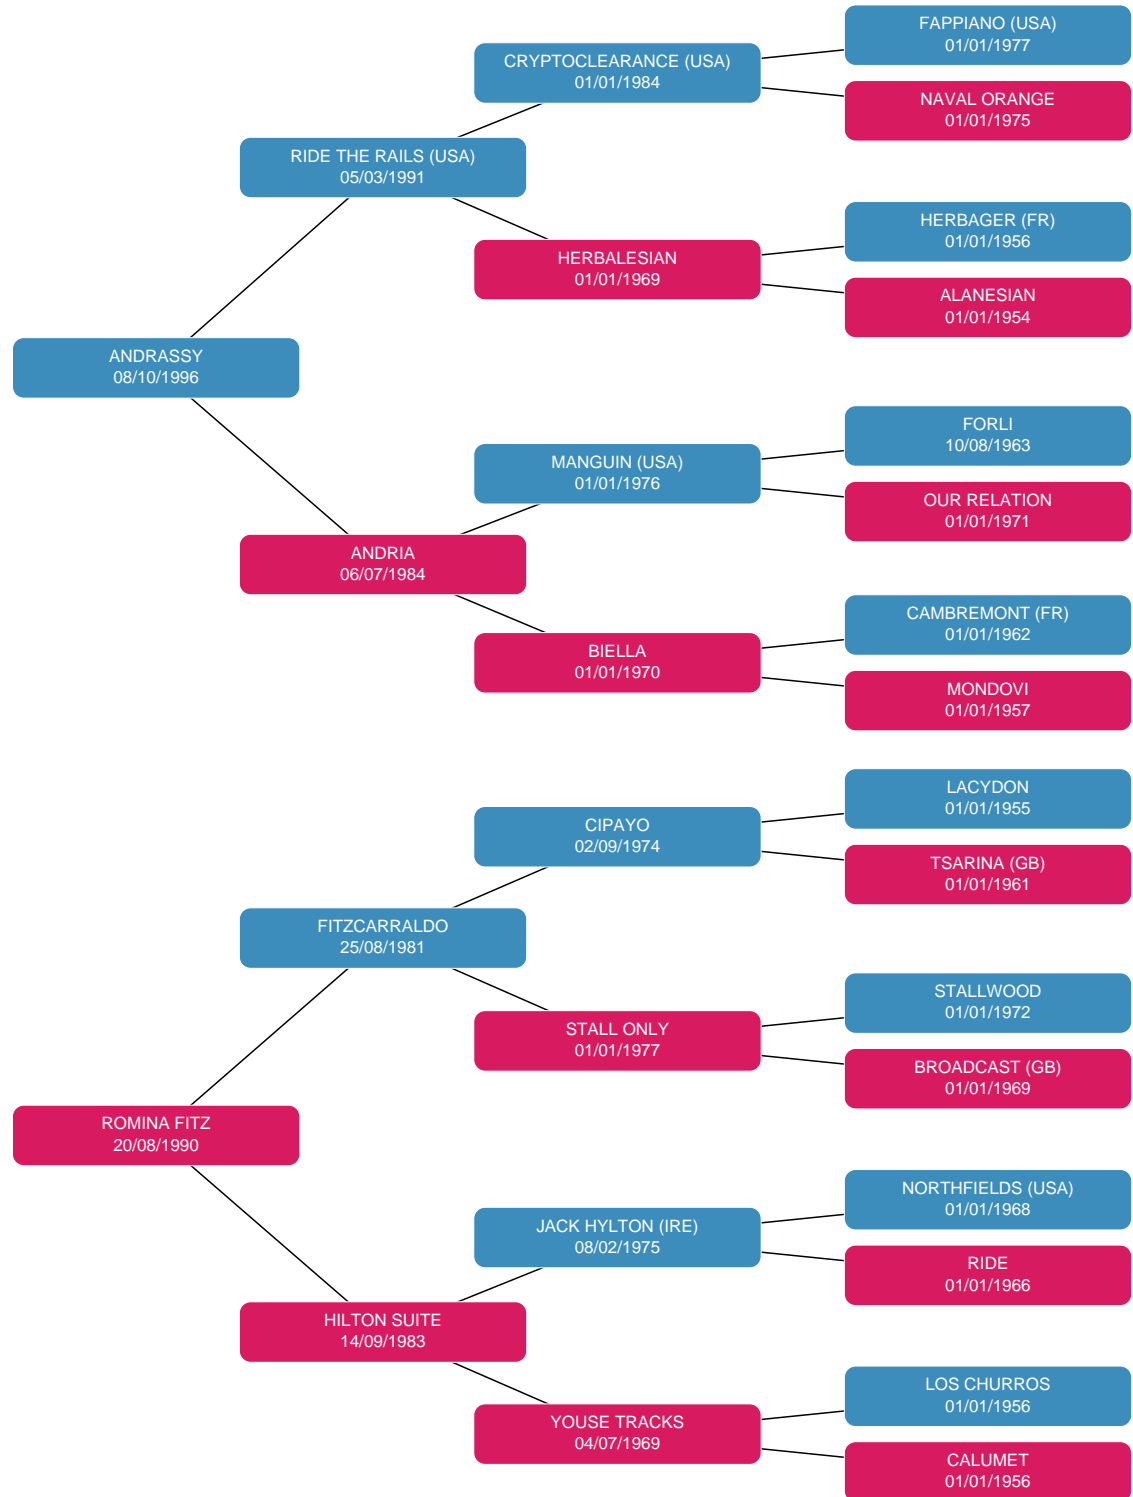 FAPPIANO (USA)
01/01/1977
CRYPTOCLEARANCE (USA)
01/01/1984
NAVAL ORANGE
01/01/1975
RIDE THE RAILS (USA)
05/03/1991
HERBAGER (FR)
01/01/1956
HERBALESIAN
01/01/1969
ALANESIAN
01/01/1954
ANDRASSY
08/10/1996
FORLI
10/08/1963
MANGUIN (USA)
01/01/1976
OUR RELATION
01/01/1971
ANDRIA
06/07/1984
CAMBREMONT (FR)
01/01/1962
BIELLA
01/01/1970
MONDOVI
01/01/1957
LACYDON
01/01/1955
CIPAYO
02/09/1974
TSARINA (GB)
01/01/1961
FITZCARRALDO
25/08/1981
STALLWOOD
01/01/1972
STALL ONLY
01/01/1977
BROADCAST (GB)
01/01/1969
ROMINA FITZ
20/08/1990
NORTHFIELDS (USA)
01/01/1968
JACK HYLTON (IRE)
08/02/1975
RIDE
01/01/1966
HILTON SUITE
14/09/1983
LOS CHURROS
01/01/1956
YOUSE TRACKS
04/07/1969
CALUMET
01/01/1956